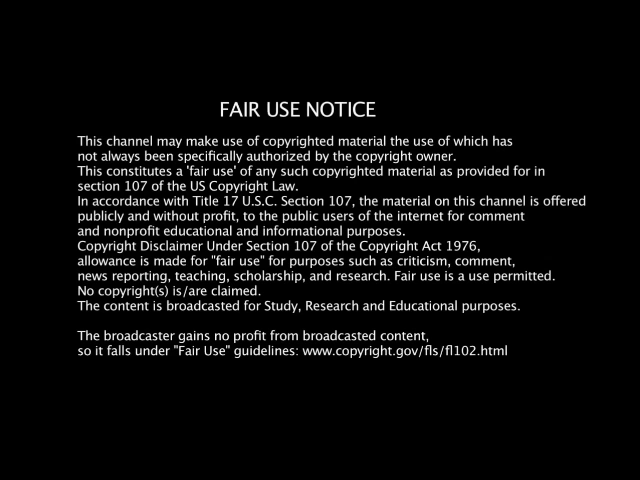 FAIR USE NOTICE
This channel may make use of copyrighted material the use of which has
not always been specifically authorized by the copyright owner.
This constitutes a 'fair use' of any such copyrighted material as provided for in
section 107 of the US Copyright Law.
In accordance with Title 17 U.S.C. Section 107, the material on this channel is offered
publicly and without profit, to the public users of the internet for comment
and nonprofit educational and informational purposes.
Copyright Disclaimer Under Section 107 of the Copyright Act 1976,
allowance is made for "fair use" for purposes such as criticism, comment,
news reporting, teaching, scholarship, and research. Fair use is a use permitted.
No copyright(s) is/are claimed.
The content is broadcasted for Study, Research and Educational purposes.
The broadcaster gains no profit from broadcasted content,
so it falls under "Fair Use" guidelines: www.copyright.gov/fls/fl102.html